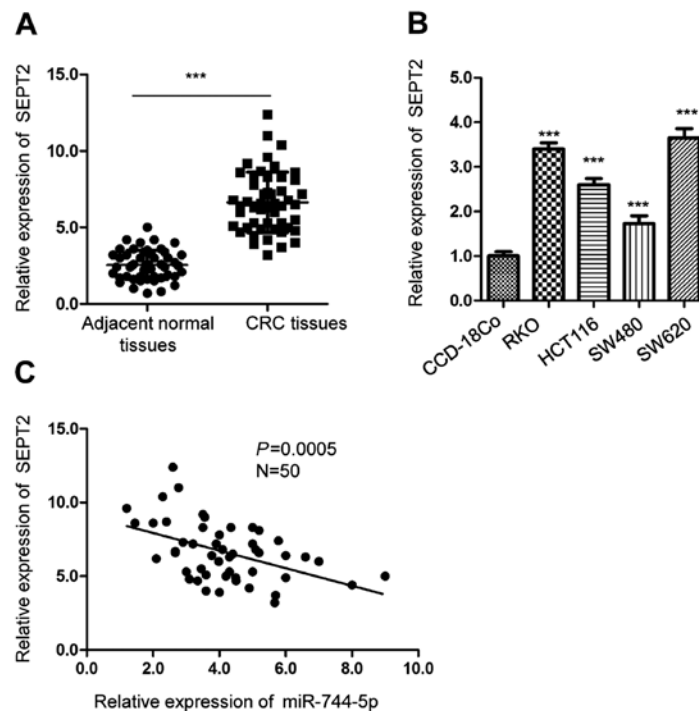 A
Relative expression of SEPT2
15.0
10.0
5.0
0.0
***
Adjacent normal
tissues
CRC tissues
B
Relative expression of SEPT2
5.0
4.0
3.0
2.0
1.0
0.0
***
***
***
***
CCD-18Co
RKO
HCT116
SW480
SW620
C
Relative expression of SEPT2
15.0
10.0
5.0
0.0
P=0.0005
N=50
0.0 2.0 4.0 6.0 8.0 10.0
Relative expression of miR-744-5p